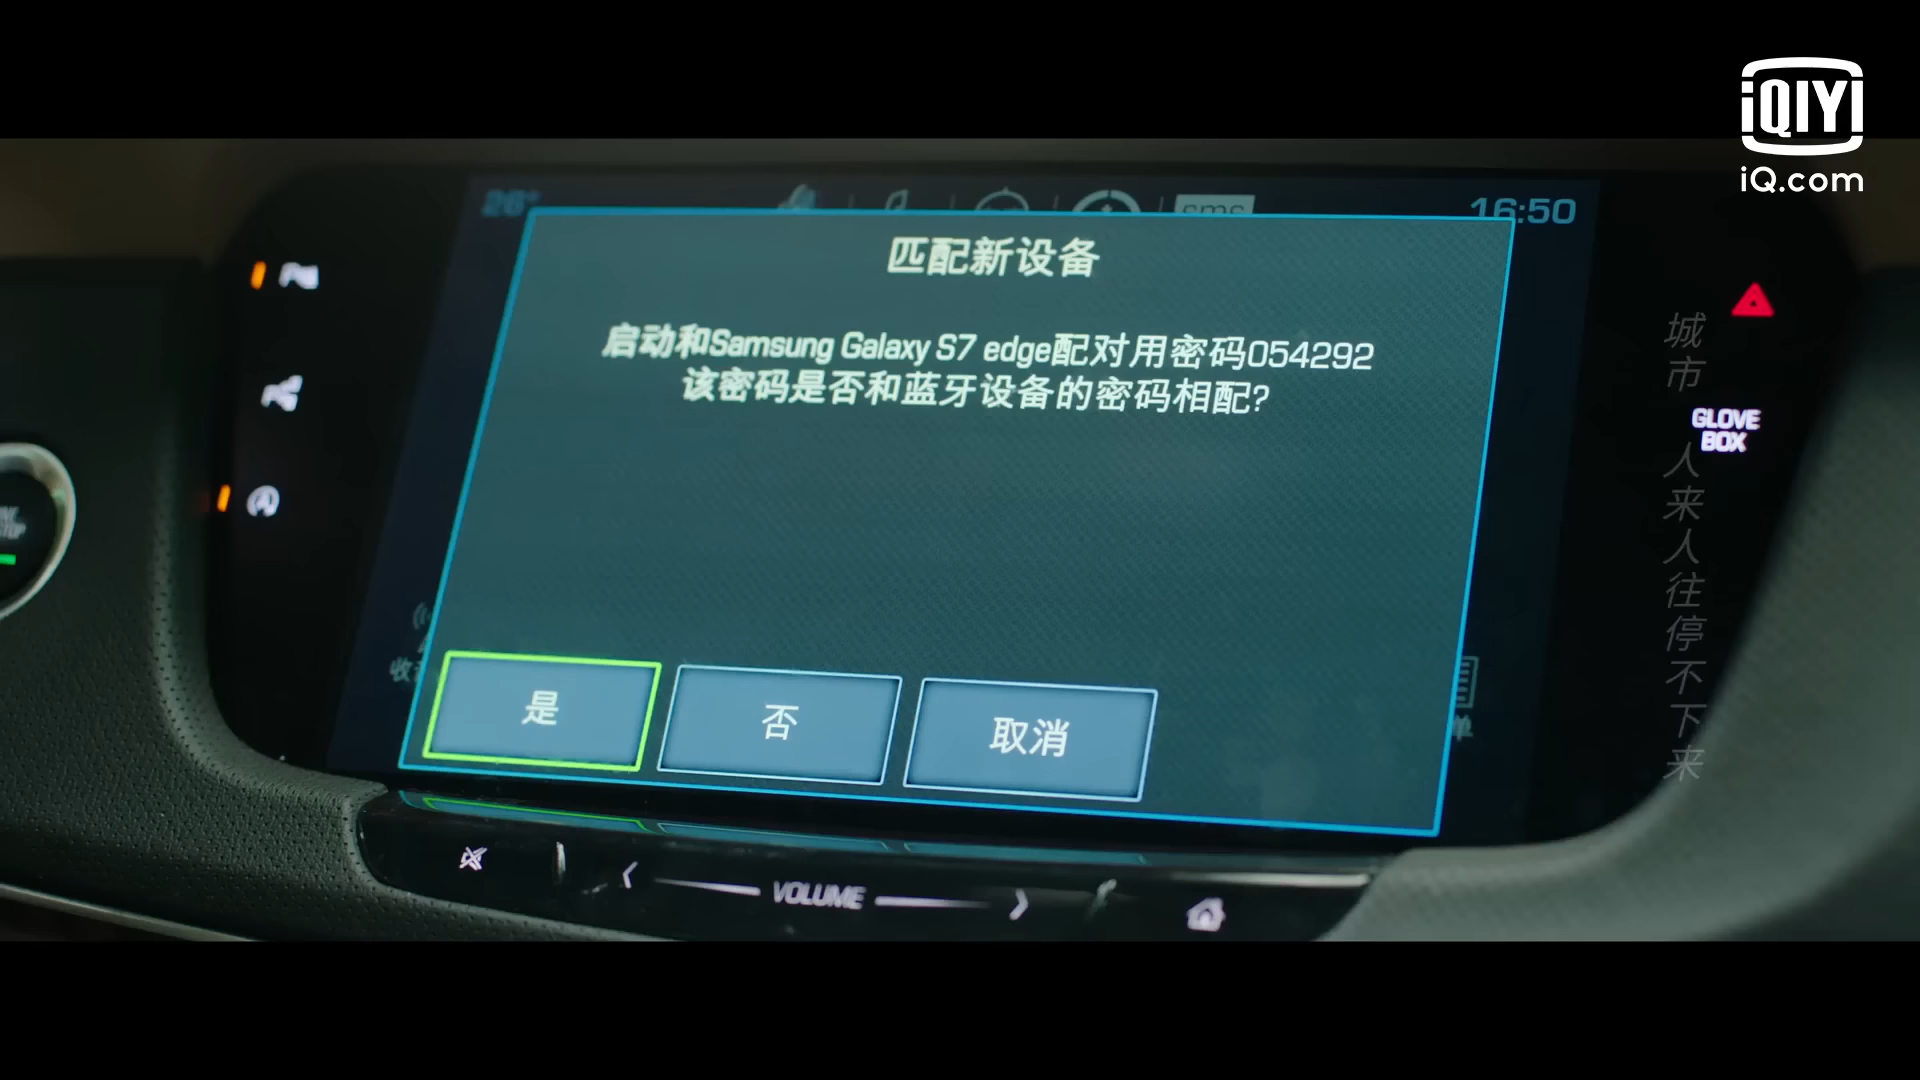 iQIYI
iQ.com
26°
sms
16:50
匹配新设备
启动和Samsung Galaxy S7 edge配对用密码054292
该密码是否和蓝牙设备的密码相配?
是
否
取消
GLOVE
BOX
城市 人来人往停不下来
VOLUME